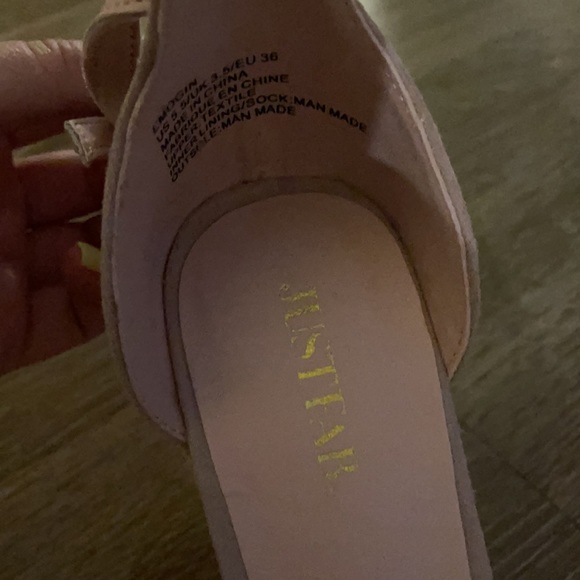 EMOGIN
US 5.5/UK 3.5/EU 36
MADE IN CHINA
FABRIQUE EN CHINE
UPPER:TEXTILE
INNER LINING/SOCK:MAN MADE
OUTSOLE:MAN MADE
JUSTFAB